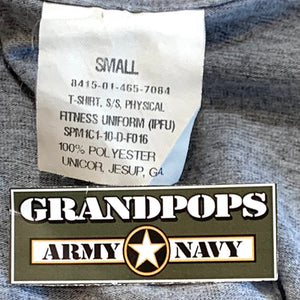 SMALL
8415-01-465-7084
T-SHIRT, S/S, PHYSICAL
FITNESS UNIFORM (IPFU)
SPM1C1-10-D-F016
100% POLYESTER
UNICOR, JESUP, GA
GRANDPOPS
ARMY NAVY